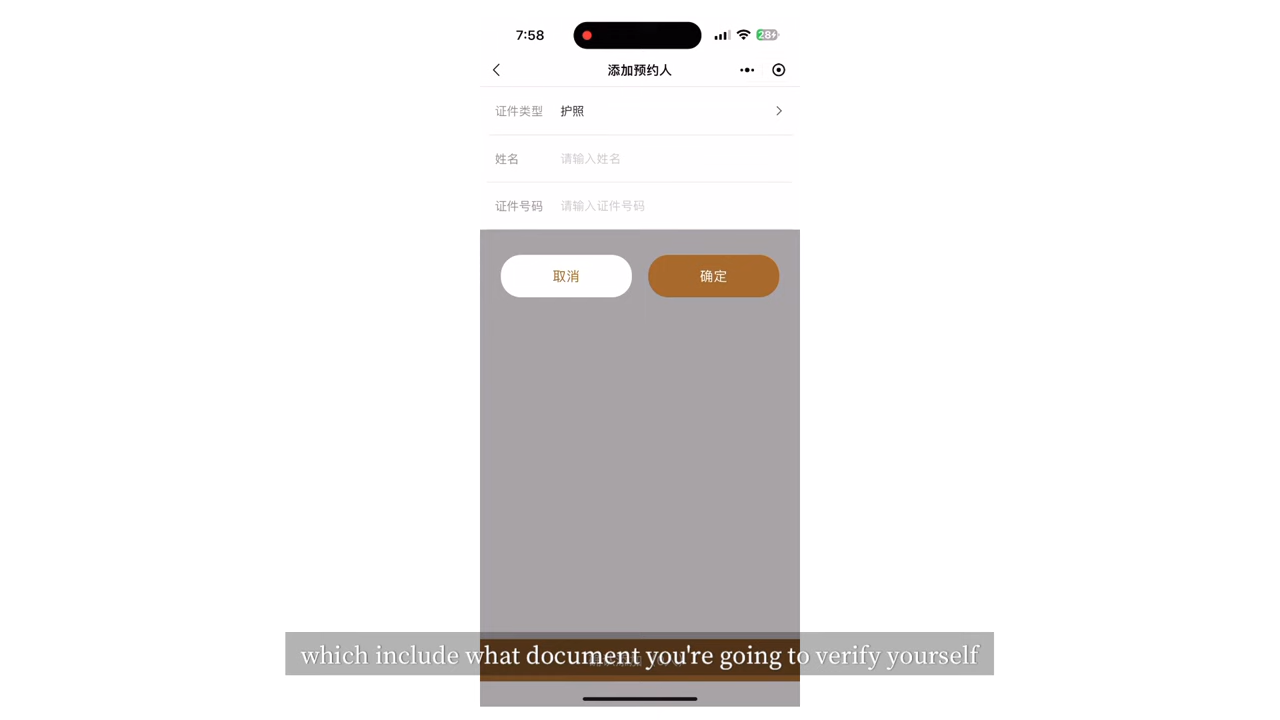 7:58
28
添加预约人
证件类型 护照
姓名 请输入姓名
证件号码 请输入证件号码
取消 确定
which include what document you're going to verify yourself